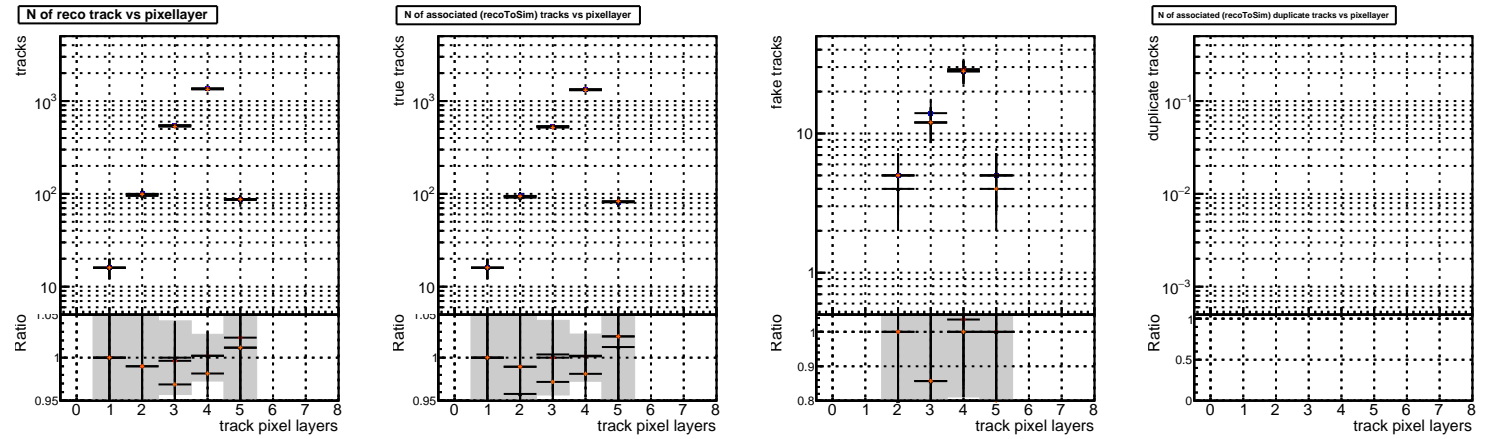 N of reco track vs pixellayer
tracks
10³
10²
10
Ratio
1.05
1
0.95
0 1 2 3 4 5 6 7 8
track pixel layers
N of associated (recoToSim) tracks vs pixellayer
true tracks
10³
10²
10
Ratio
1.05
1
0.95
0 1 2 3 4 5 6 7 8
track pixel layers
fake tracks
10
1
Ratio
1
0.9
0.8
0 1 2 3 4 5 6 7 8
track pixel layers
N of associated (recoToSim) duplicate tracks vs pixellayer
duplicate tracks
10⁻¹
10⁻²
10⁻³
Ratio
1
0.5
0
0 1 2 3 4 5 6 7 8
track pixel layers